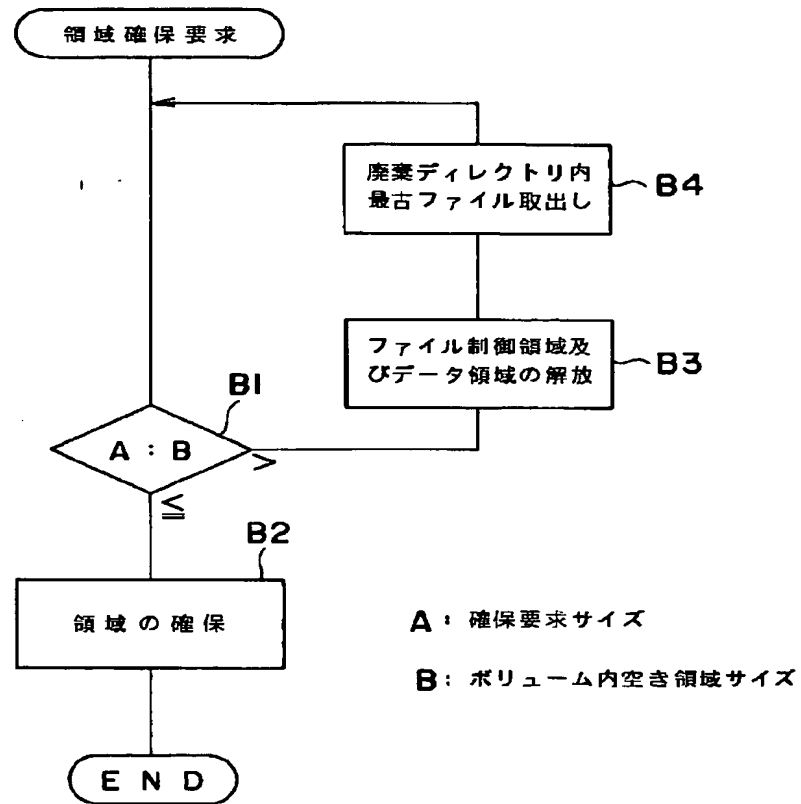 領域確保要求
廃棄ディレクトリ内
最古ファイル取出し
B4
ファイル制御領域及
びデータ領域の解放
B3
B1
A : B
>
≦
B2
領域の確保
A : 確保要求サイズ
B : ボリューム内空き領域サイズ
END